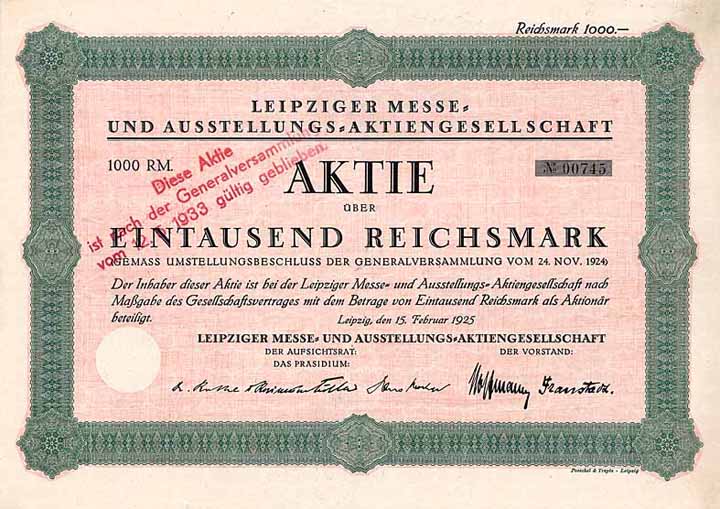 Reichsmark 1000.—
LEIPZIGER MESSE-
UND AUSSTELLUNGS-AKTIENGESELLSCHAFT
1000 RM.
№ 00745
Diese Aktie
ist nach der Generalversammlung
vom 1933 gültig geblieben.
AKTIE
ÜBER
EINTAUSEND REICHSMARK
(GEMÄSS UMSTELLUNGSBESCHLUSS DER GENERALVERSAMMLUNG VOM 24. NOV. 1924)
Der Inhaber dieser Aktie ist bei der Leipziger Messe- und Ausstellungs-Aktiengesellschaft nach
Maßgabe des Gesellschaftsvertrages mit dem Betrage von Eintausend Reichsmark als Aktionär
beteiligt.
Leipzig, den 15. Februar 1925
LEIPZIGER MESSE- UND AUSSTELLUNGS-AKTIENGESELLSCHAFT
DER AUFSICHTSRAT:
DER VORSTAND:
DAS PRÄSIDIUM:
Hoffmann
Poeschel & Trepte - Leipzig